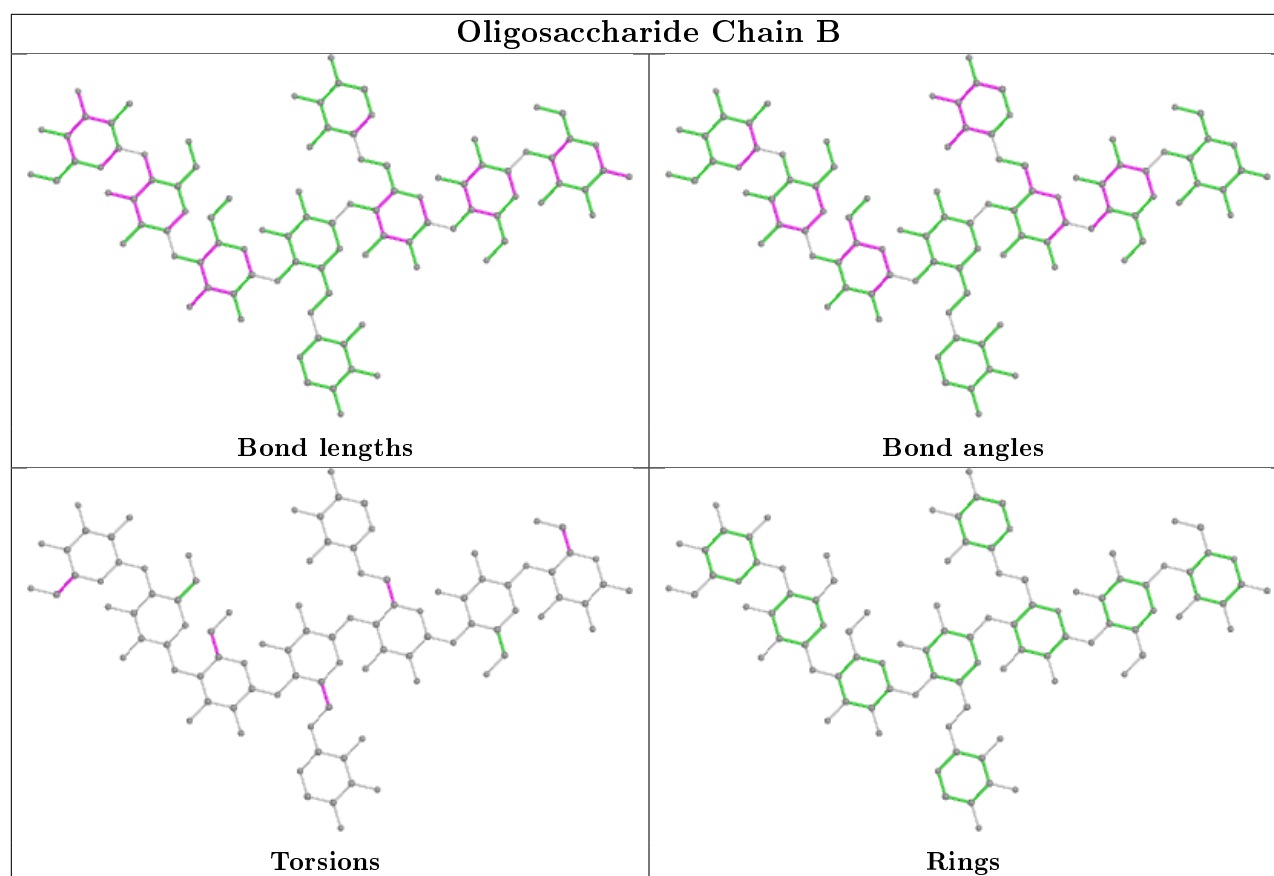 Oligosaccharide Chain B
Bond lengths
Bond angles
Torsions
Rings